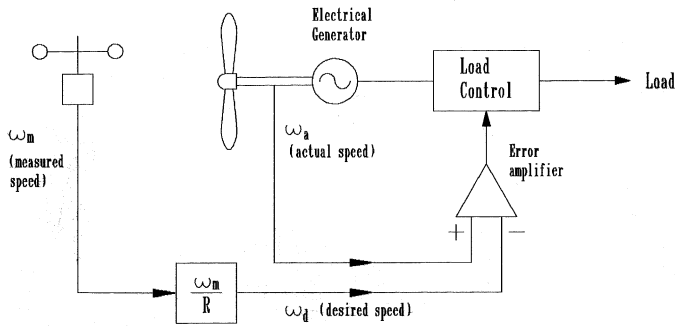 Electrical
Generator
Load
Control
Load
ωm
(measured
speed)
ωa
(actual speed)
Error
amplifier
+ −
ωm
R
ωd (desired speed)